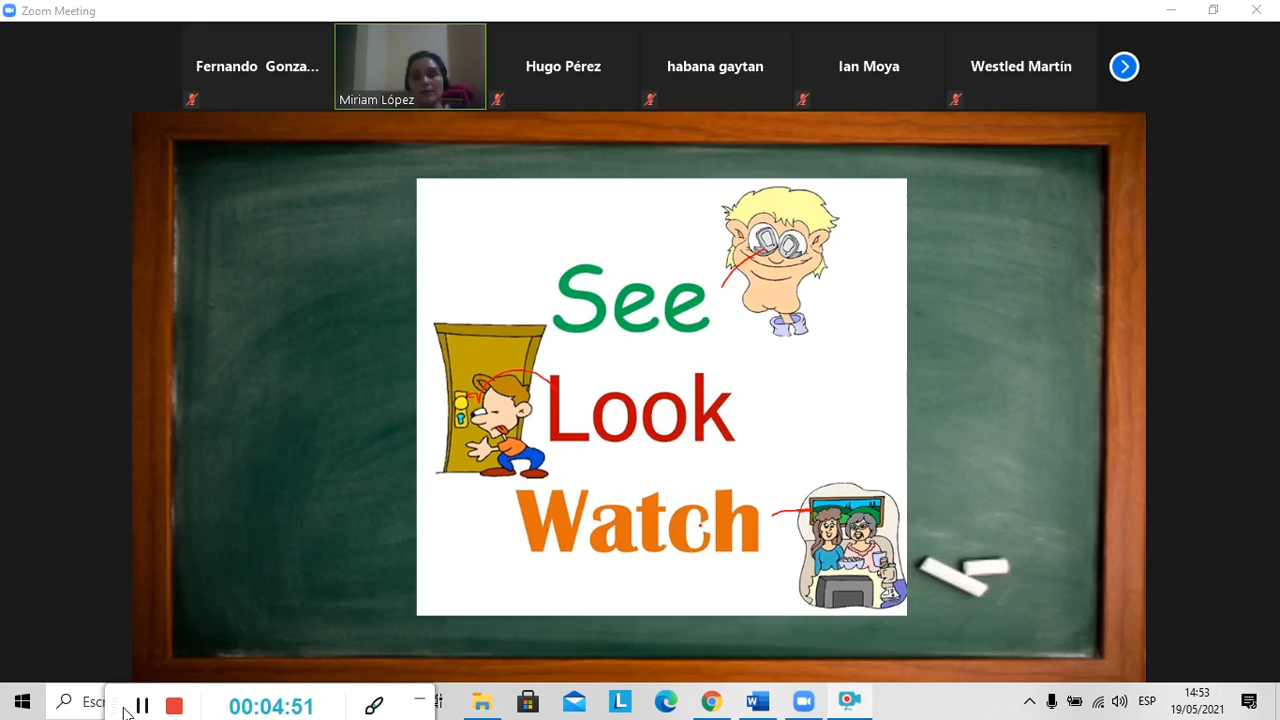 Zoom Meeting
Fernando Gonza...
Miriam López
Hugo Pérez
habana gaytan
Ian Moya
Westled Martín
See
Look
Watch
Esc
00:04:51
ESP
14:53
19/05/2021